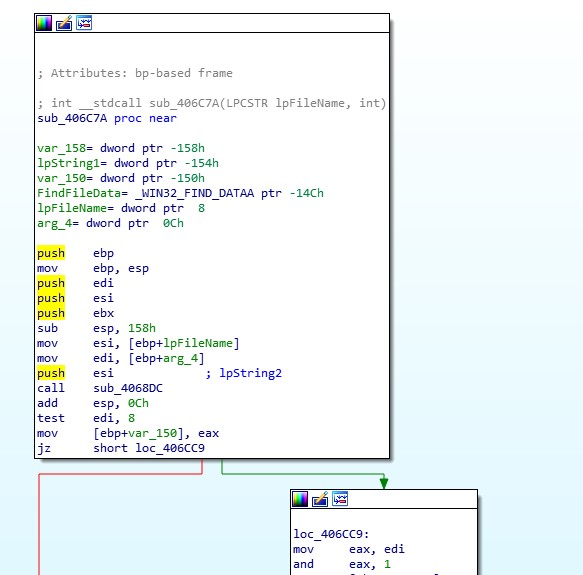 ; Attributes: bp-based frame
; int __stdcall sub_406C7A(LPCSTR lpFileName, int)
sub_406C7A proc near
var_158= dword ptr -158h
lpString1= dword ptr -154h
var_150= dword ptr -150h
FindFileData= _WIN32_FIND_DATAA ptr -14Ch
lpFileName= dword ptr  8
arg_4= dword ptr  0Ch
push    ebp
mov     ebp, esp
push    edi
push    esi
push    ebx
sub     esp, 158h
mov     esi, [ebp+lpFileName]
mov     edi, [ebp+arg_4]
push    esi             ; lpString2
call    sub_4068DC
add     esp, 0Ch
test    edi, 8
mov     [ebp+var_150], eax
jz      short loc_406CC9
loc_406CC9:
mov     eax, edi
and     eax, 1